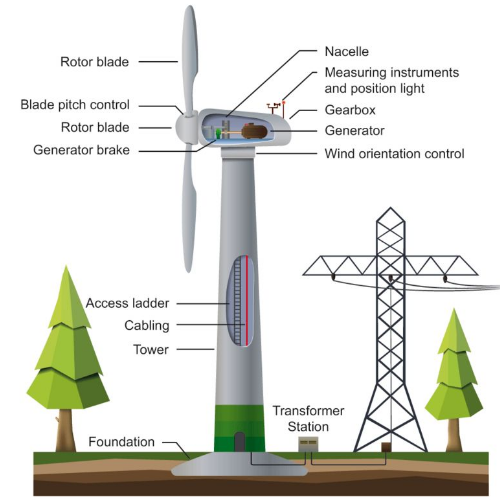 Rotor blade
Blade pitch control
Rotor blade
Generator brake
Nacelle
Measuring instruments
and position light
Gearbox
Generator
Wind orientation control
Access ladder
Cabling
Tower
Transformer
Station
Foundation